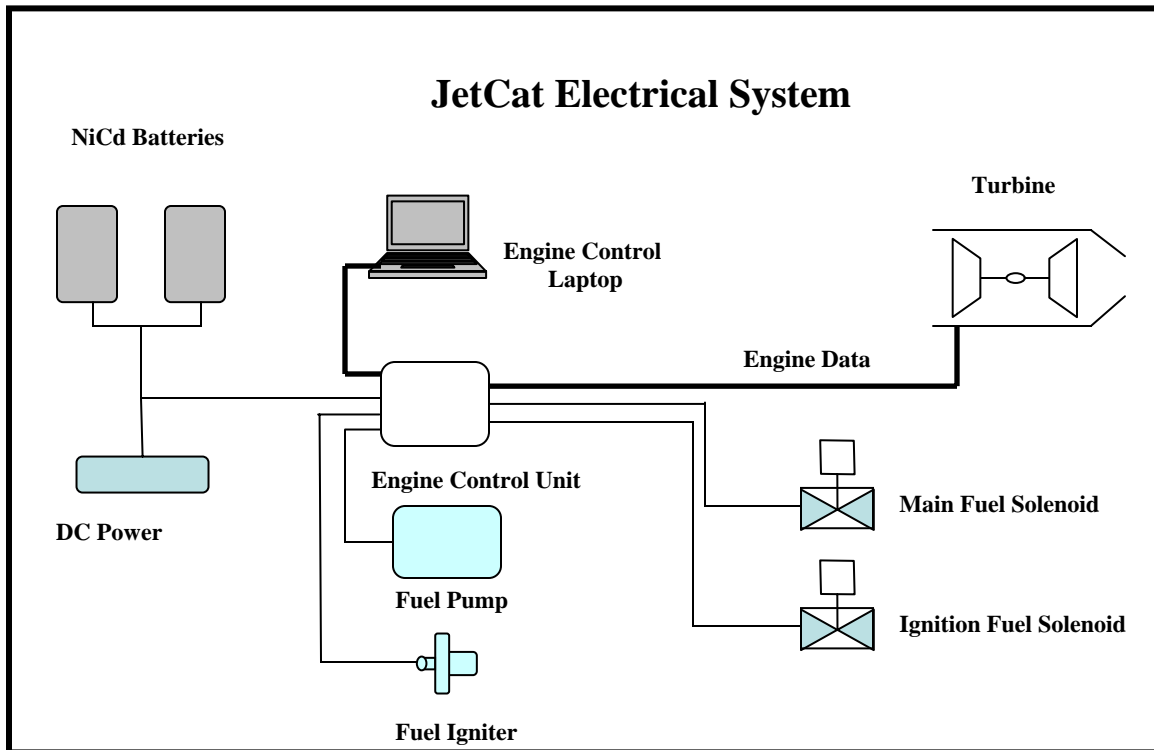 JetCat Electrical System
NiCd Batteries
Turbine
Engine Control
Laptop
Engine Data
Engine Control Unit
Main Fuel Solenoid
DC Power
Fuel Pump
Ignition Fuel Solenoid
Fuel Igniter